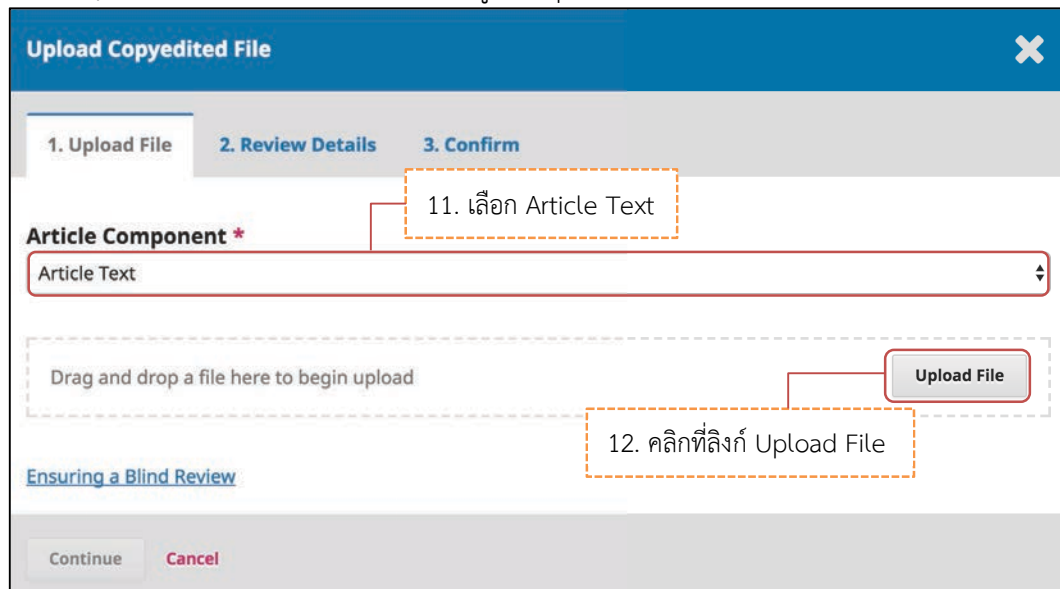 Upload Copyedited File
1. Upload File 2. Review Details 3. Confirm
11. เลือก Article Text
Article Component *
Article Text
Drag and drop a file here to begin upload
Upload File
12. คลิกที่ลิงก์ Upload File
Ensuring a Blind Review
Continue Cancel